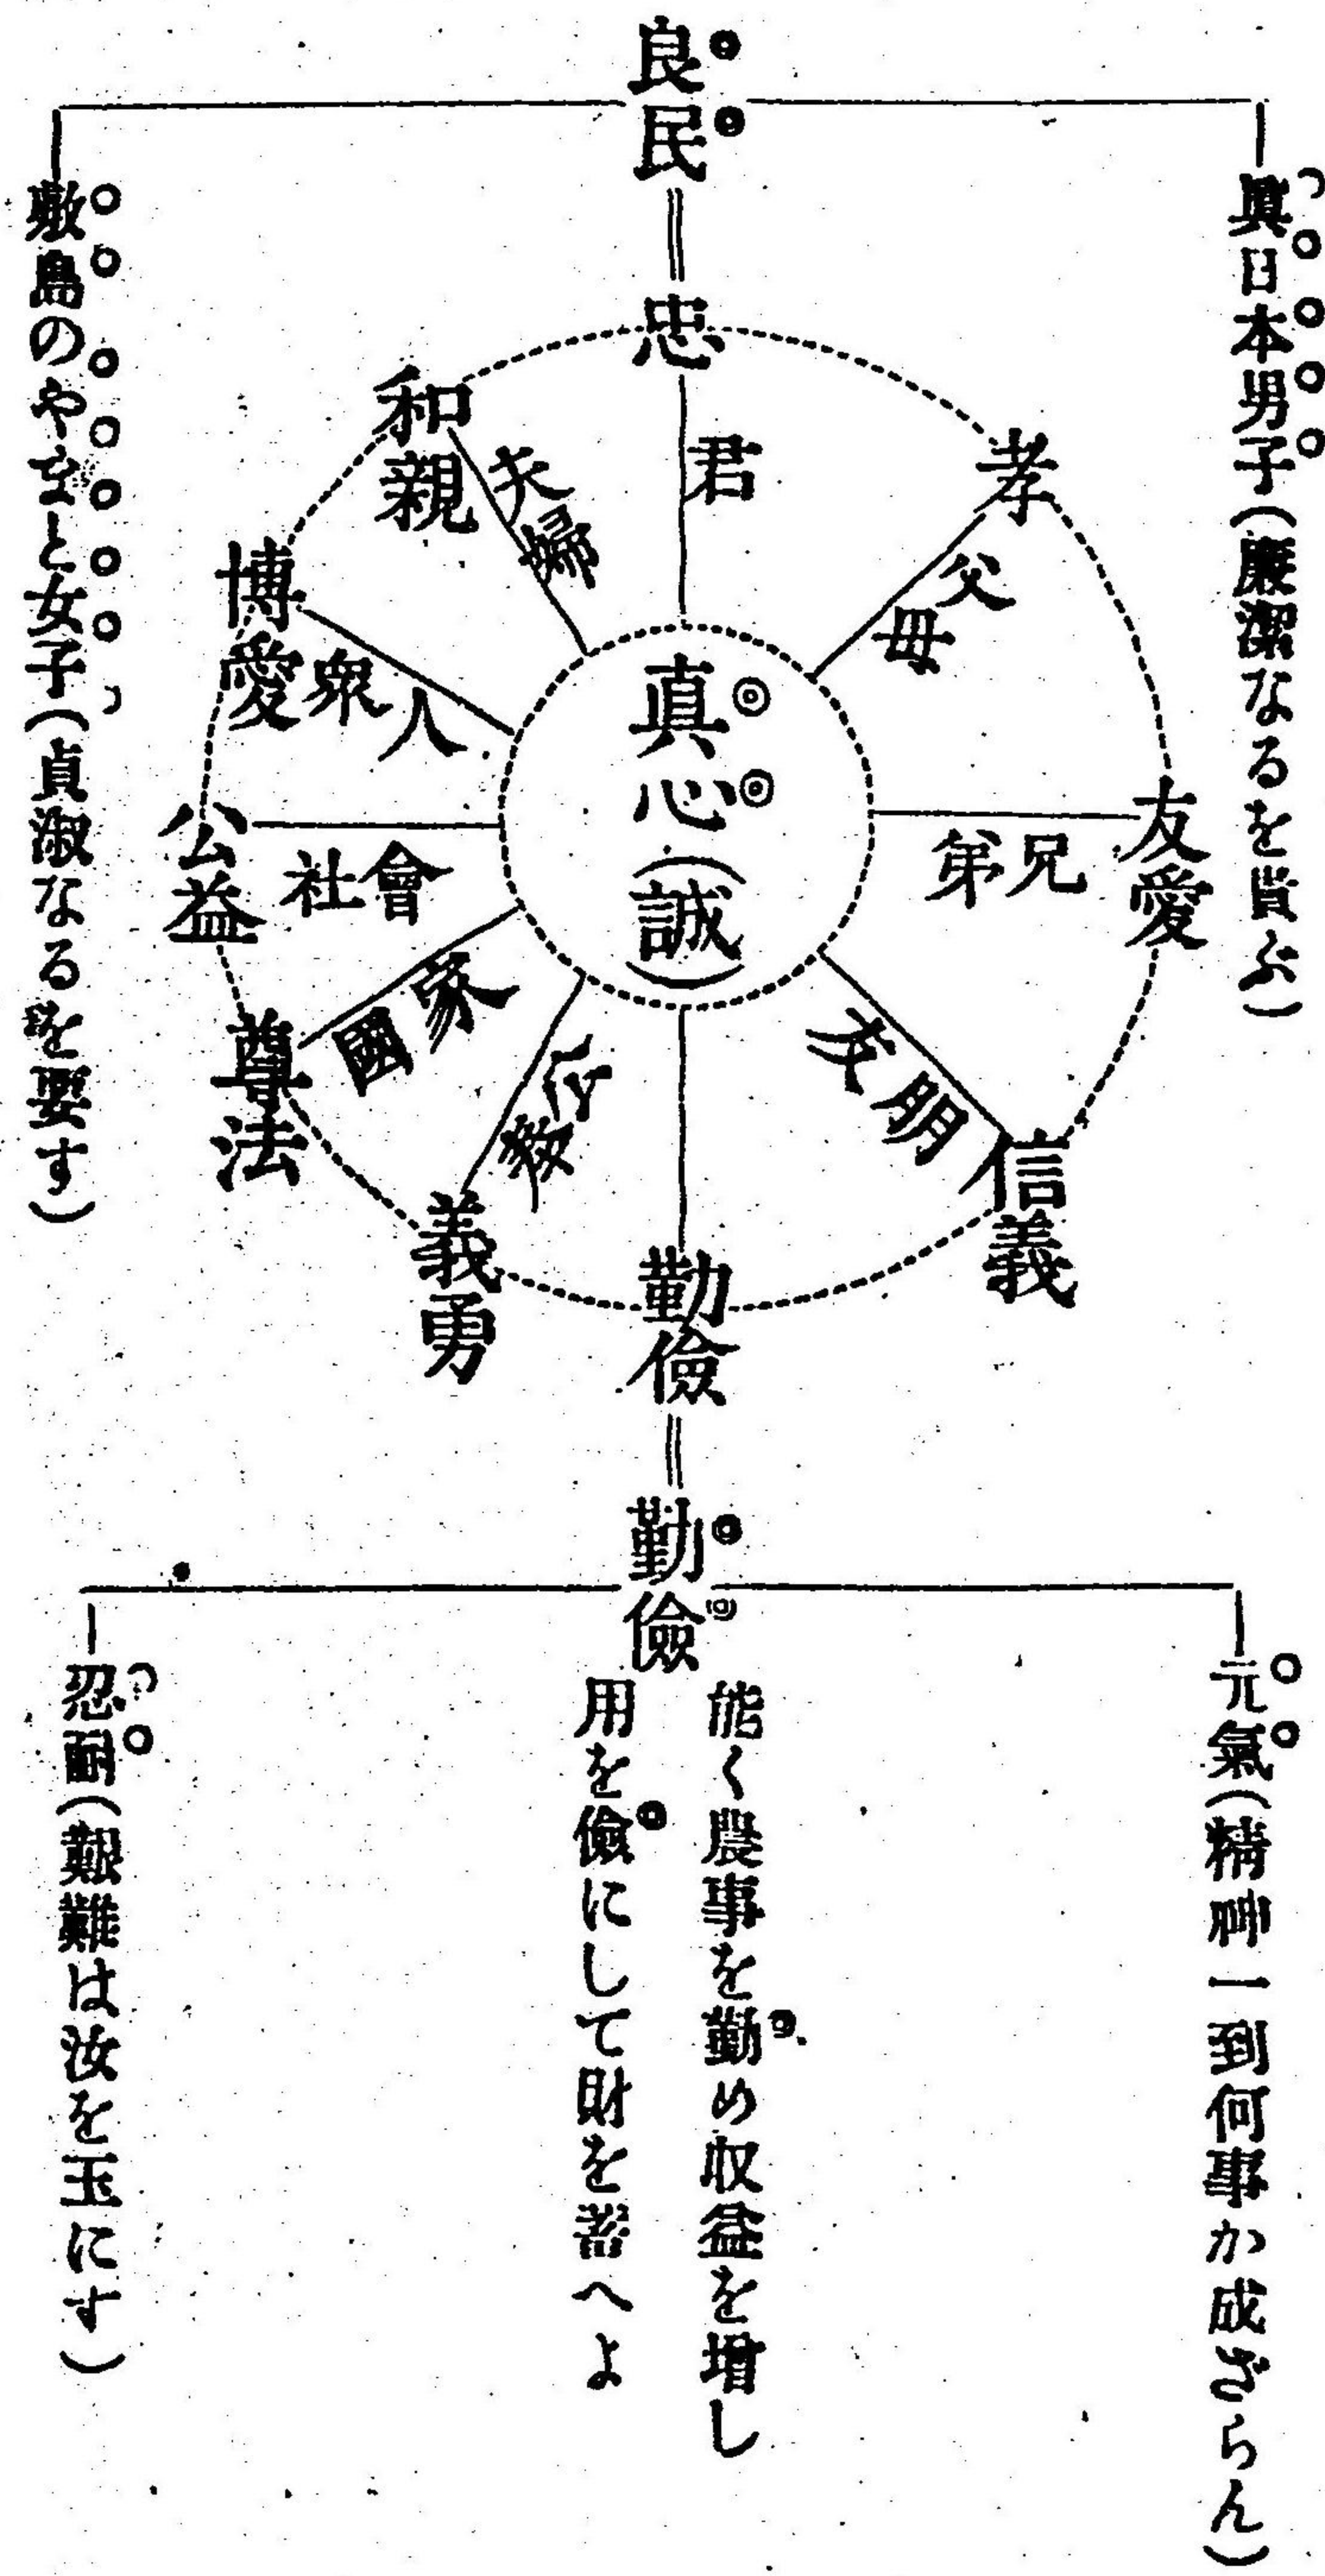 良民
眞日本男子(廉潔なるを貴ぶ)
敷島のやまと女子(貞淑なるを要す)
忠
君
孝
父母
友愛
兄弟
信義
朋友
勤儉
義勇
公
尊法
國家
公益
社會
博愛
衆人
和親
夫婦
真心(誠)
勤儉
能く農事を勤め収益を增し
用を儉にして財を蓄へよ
元氣(精神一到何事か成ざらん)
忍耐(艱難は汝を玉にす)